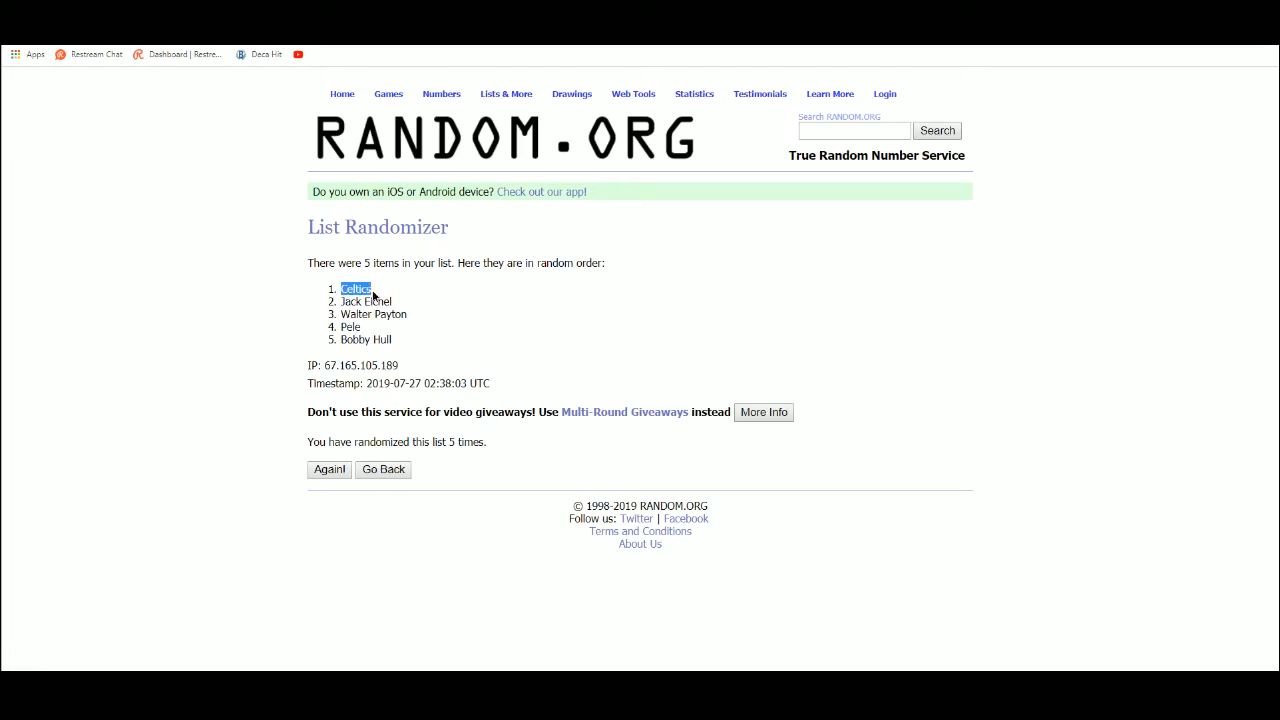 Apps Restream Chat Dashboard | Restre... Deca Hit
Home Games Numbers Lists & More Drawings Web Tools Statistics Testimonials Learn More Login
RANDOM.ORG
Search RANDOM.ORG
Search
True Random Number Service
Do you own an iOS or Android device? Check out our app!
List Randomizer
There were 5 items in your list. Here they are in random order:
1. Celtics
2. Jack Eichel
3. Walter Payton
4. Pele
5. Bobby Hull
IP: 67.165.105.189
Timestamp: 2019-07-27 02:38:03 UTC
Don't use this service for video giveaways! Use Multi-Round Giveaways instead More Info
You have randomized this list 5 times.
Again! Go Back
© 1998-2019 RANDOM.ORG
Follow us: Twitter | Facebook
Terms and Conditions
About Us